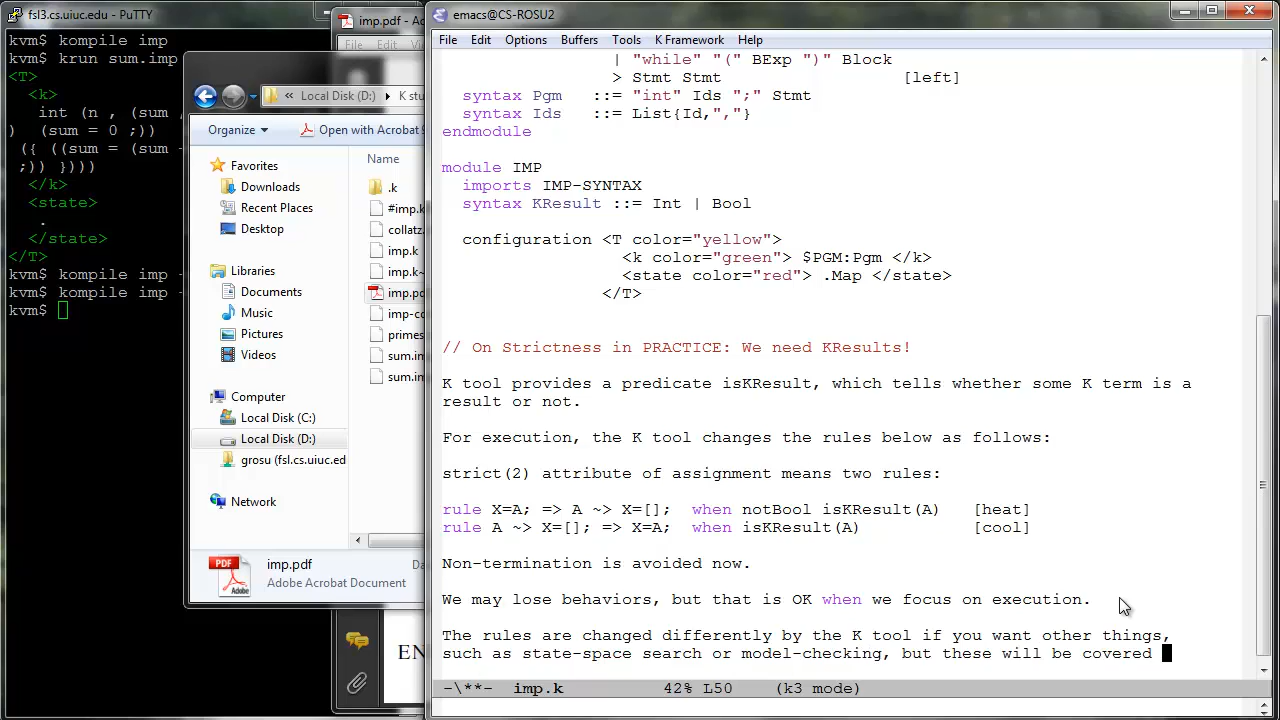 fsl3.cs.uiuc.edu - PuTTY
kvm$ kompile imp
kvm$ krun sum.imp
<T>
<k>
int (n , (sum ,
) (sum = 0 ;))
({ ((sum = (sum
;)) })))
</k>
<state>
.
</state>
</T>
kvm$ kompile imp -
kvm$ kompile imp -
kvm$
imp.pdf - A
File Edit
Local Disk (D:) K stu
Organize Open with Acrobat
Name
Favorites
Downloads
Recent Places
Desktop
Libraries
Documents
Music
Pictures
Videos
Computer
Local Disk (C:)
Local Disk (D:)
grosu (fsl.cs.uiuc.ed
Network
.k
#imp.k
collatz
imp.k
imp.k~
imp.pd
imp-co
primes
sum.im
sum.im
imp.pdf
Adobe Acrobat Document
Da
EN
emacs@CS-ROSU2
File Edit Options Buffers Tools K Framework Help
| "while" "(" BExp ")" Block
> Stmt Stmt [left]
syntax Pgm ::= "int" Ids ";" Stmt
syntax Ids ::= List{Id,","}
endmodule
module IMP
imports IMP-SYNTAX
syntax KResult ::= Int | Bool
configuration <T color="yellow">
<k color="green"> $PGM:Pgm </k>
<state color="red"> .Map </state>
</T>
// On Strictness in PRACTICE: We need KResults!
K tool provides a predicate isKResult, which tells whether some K term is a
result or not.
For execution, the K tool changes the rules below as follows:
strict(2) attribute of assignment means two rules:
rule X=A; => A ~> X=[]; when notBool isKResult(A) [heat]
rule A ~> X=[]; => X=A; when isKResult(A) [cool]
Non-termination is avoided now.
We may lose behaviors, but that is OK when we focus on execution.
The rules are changed differently by the K tool if you want other things,
such as state-space search or model-checking, but these will be covered
-\**- imp.k 42% L50 (k3 mode)